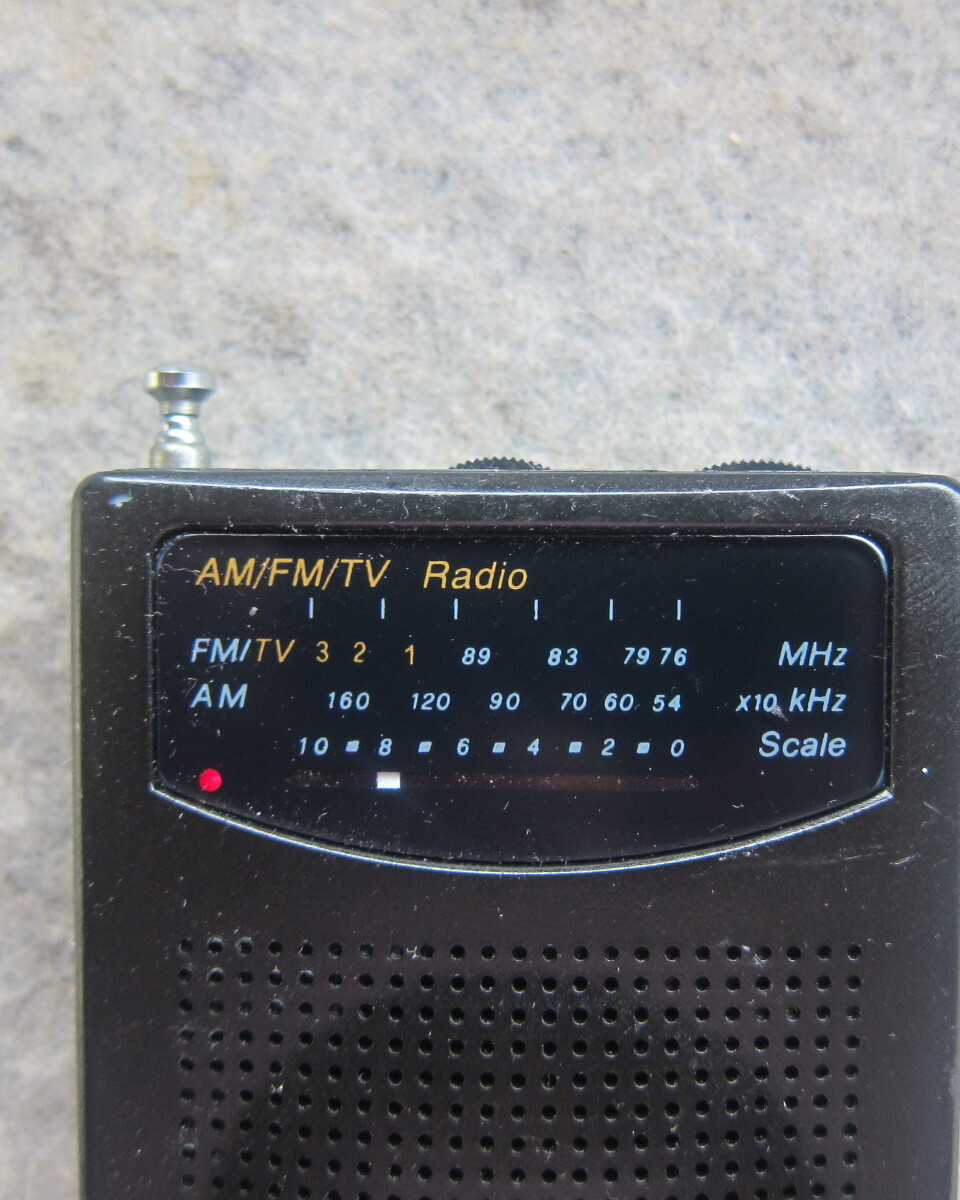 AM/FM/TV Radio
FM/TV 3 2 1 89 83 79 76 MHz
AM 160 120 90 70 60 54 x10 kHz
10 8 6 4 2 0 Scale